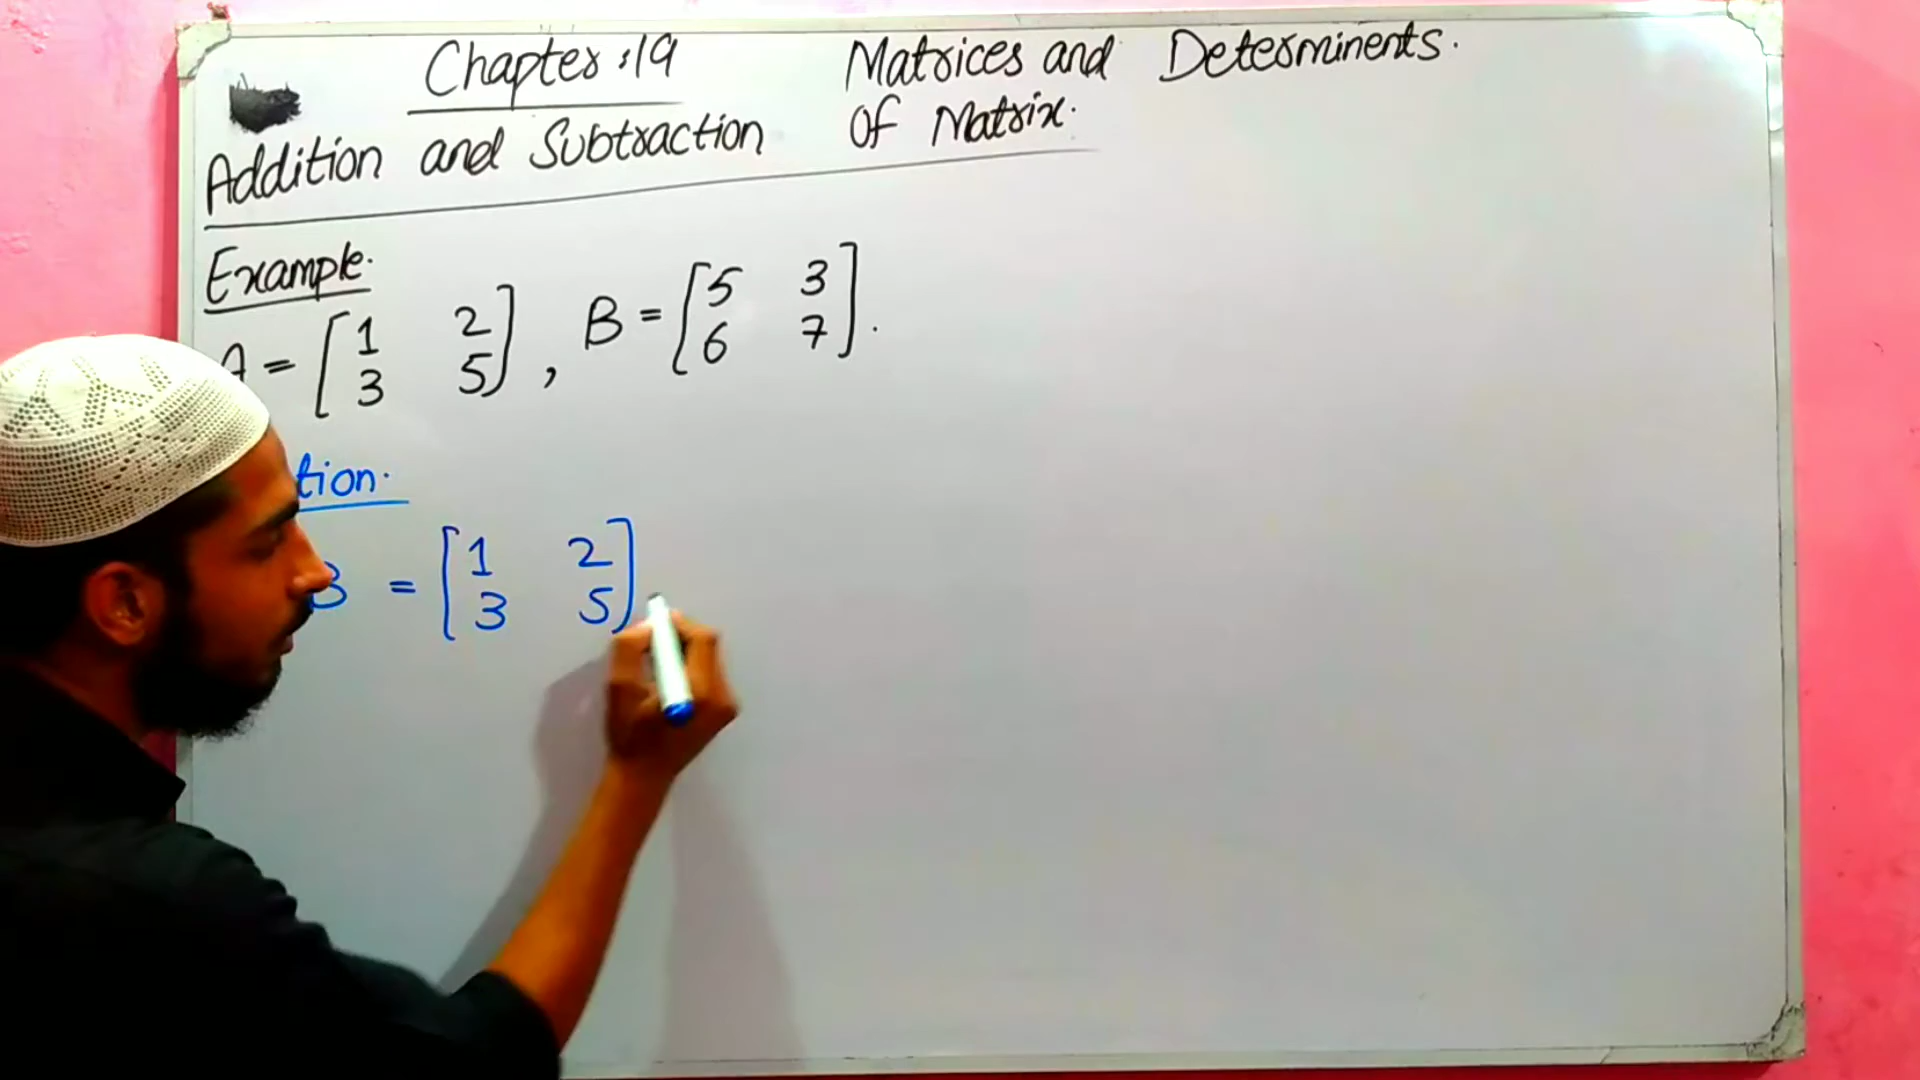 Chapter :19 Matrices and Determinents.
Addition and Subtraction of Matrix.
Example.
A = [1 2], B = [5 3].
[3 5] [6 7]
tion.
B = [1 2]
[3 5]